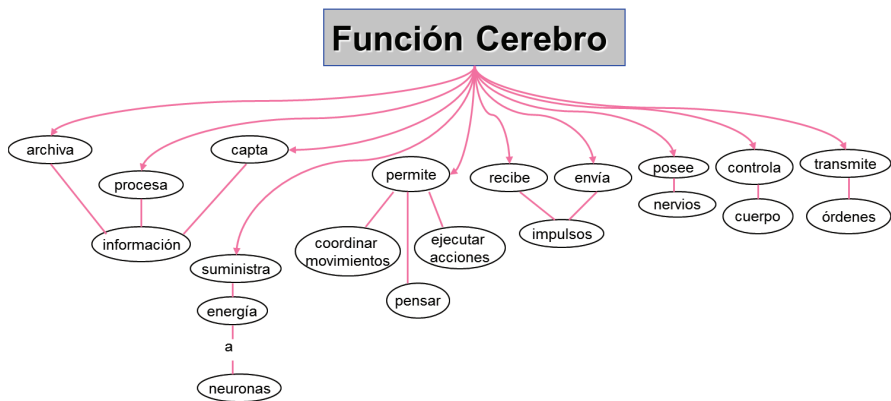 Función Cerebro
archiva
capta
procesa
permite
recibe
envía
posee
controla
transmite
nervios
información
coordinar
movimientos
ejecutar
acciones
impulsos
cuerpo
órdenes
suministra
pensar
energía
a
neuronas